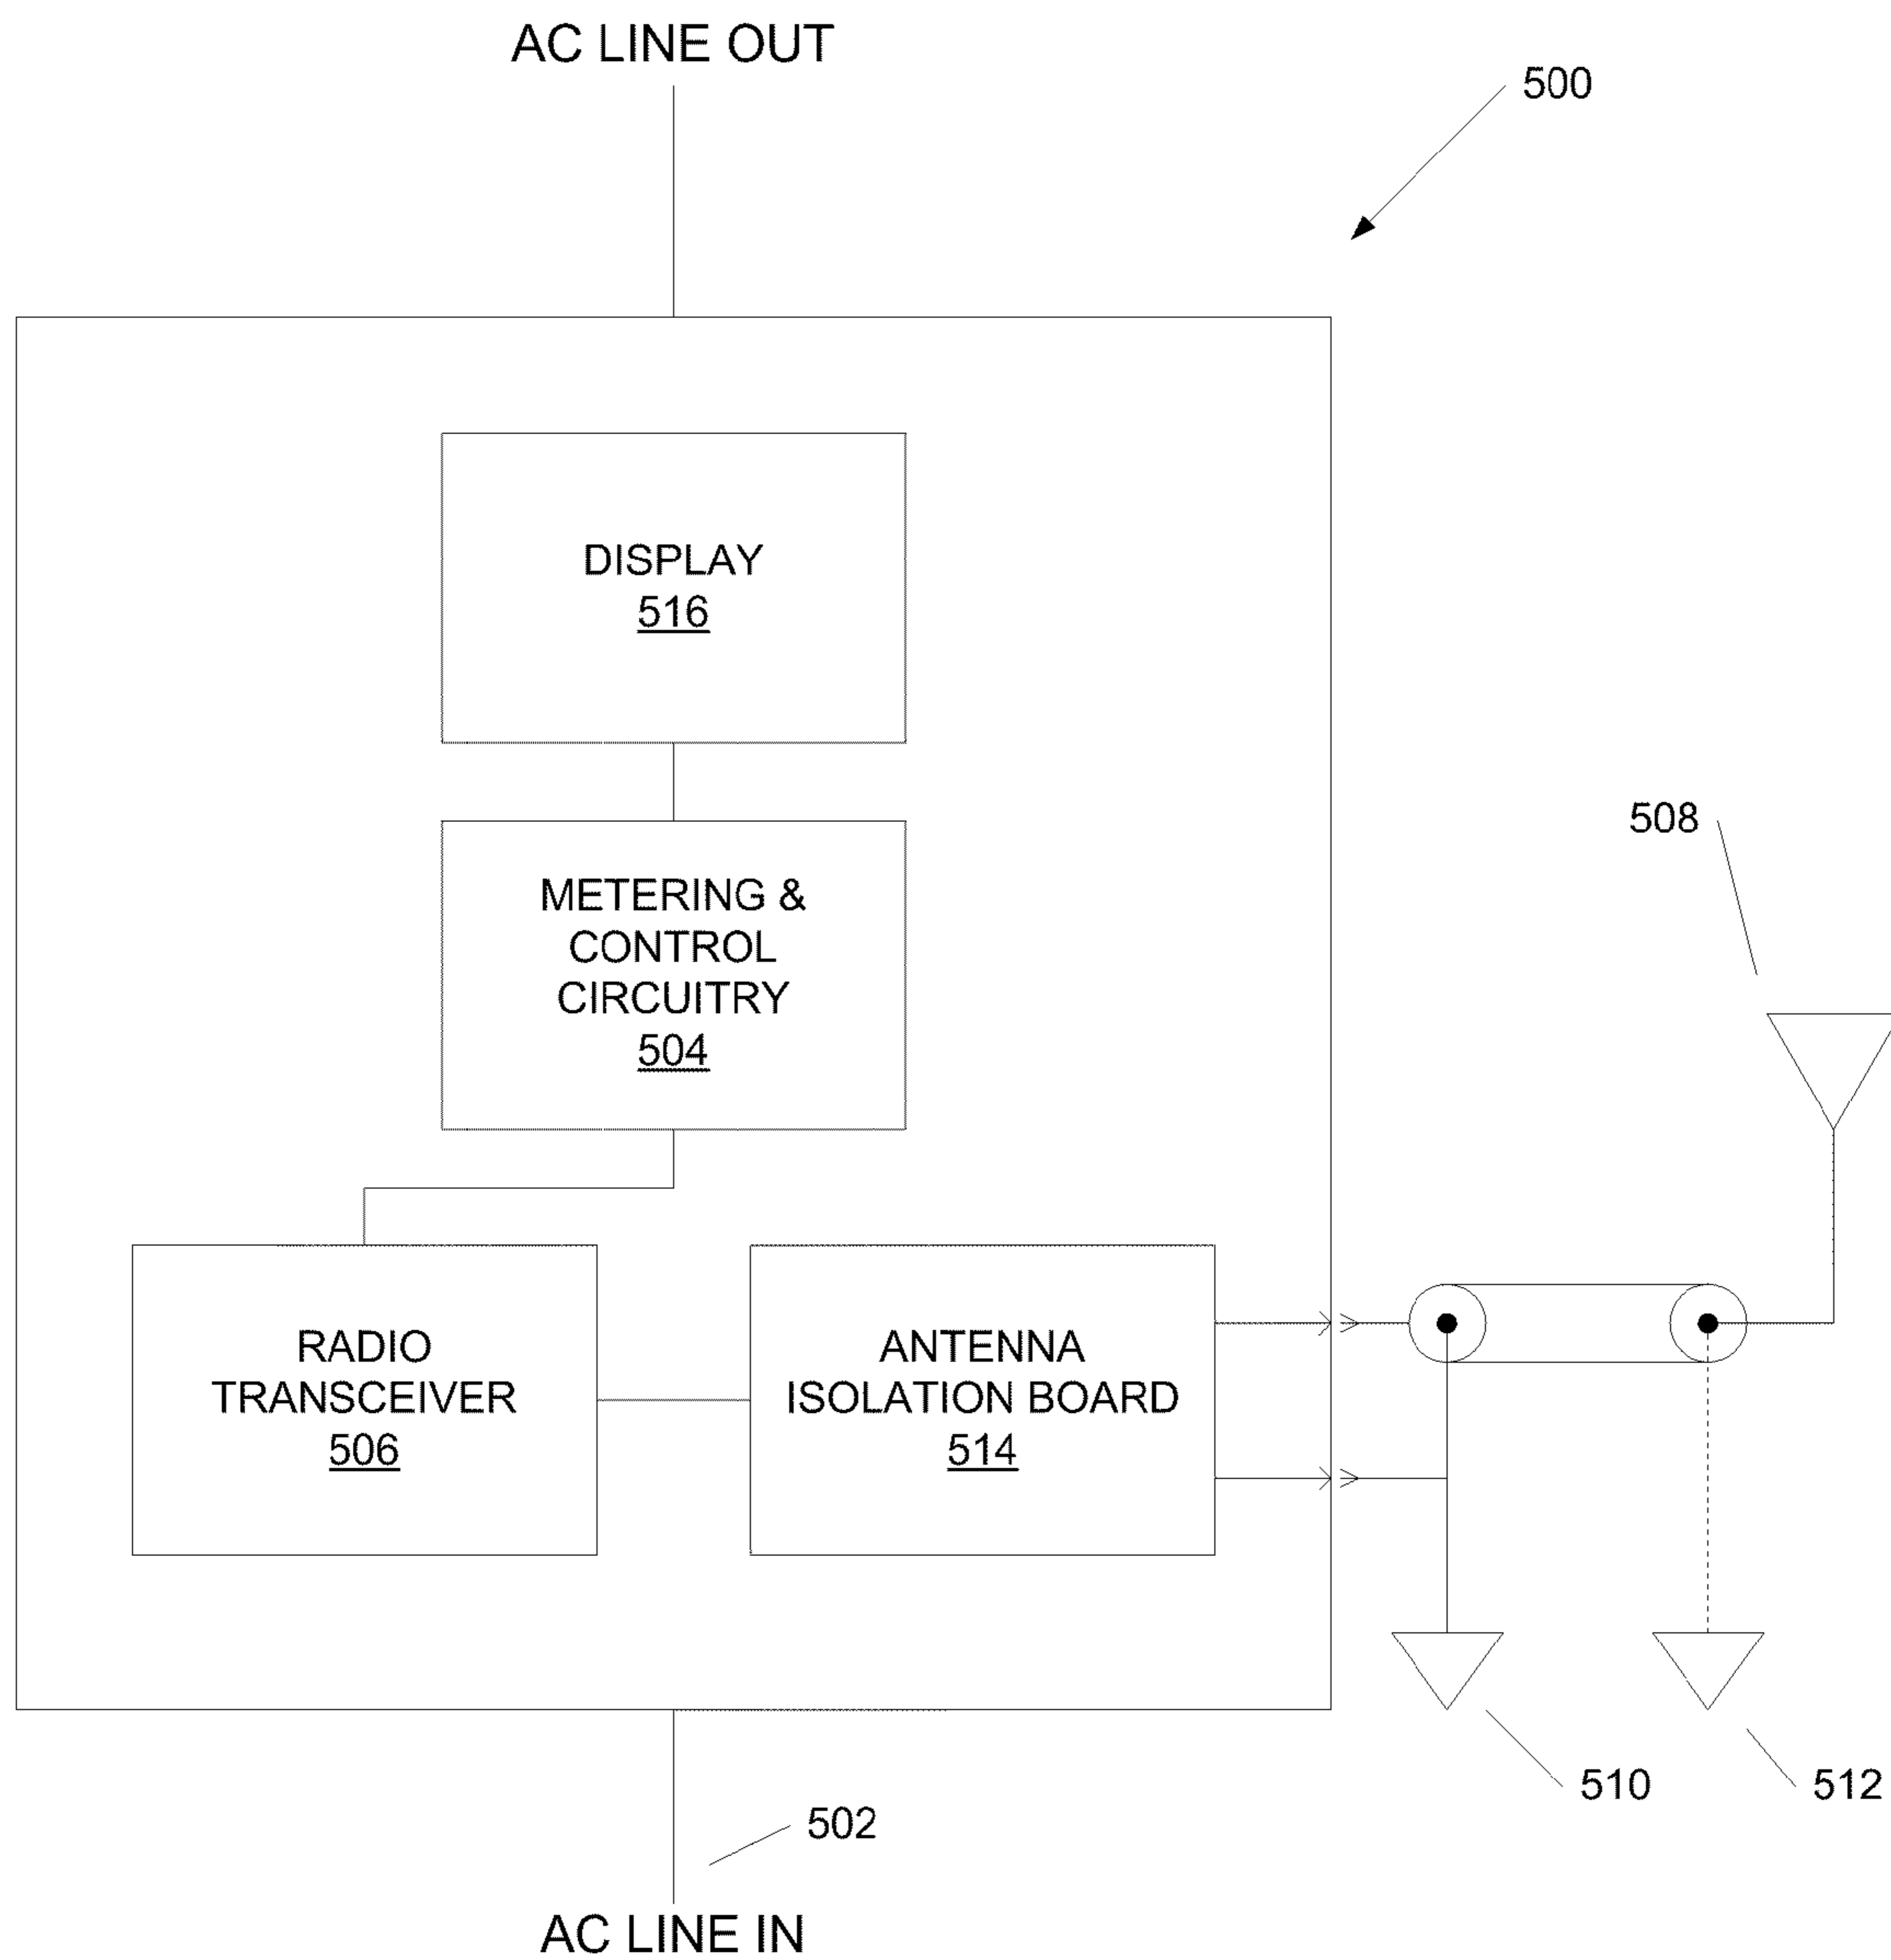 AC LINE OUT
500
DISPLAY
516
METERING &
CONTROL
CIRCUITRY
504
508
RADIO
TRANSCEIVER
506
ANTENNA
ISOLATION BOARD
514
510
512
502
AC LINE IN